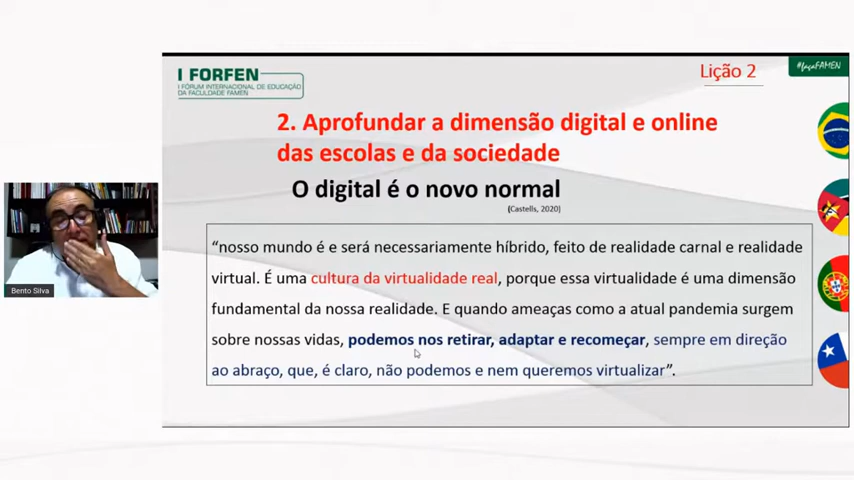 I FORFEN
I FÓRUM INTERNACIONAL DE EDUCAÇÃO
DA FACULDADE FAMEN
Lição 2
#façaFAMEN
2. Aprofundar a dimensão digital e online
das escolas e da sociedade
O digital é o novo normal
(Castells, 2020)
“nosso mundo é e será necessariamente híbrido, feito de realidade carnal e realidade
virtual. É uma cultura da virtualidade real, porque essa virtualidade é uma dimensão
fundamental da nossa realidade. E quando ameaças como a atual pandemia surgem
sobre nossas vidas, podemos nos retirar, adaptar e recomeçar, sempre em direção
ao abraço, que, é claro, não podemos e nem queremos virtualizar”.
Bento Silva